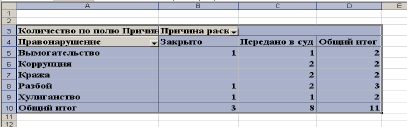 A B C D E
1
2
3 Количество по полю Причин Причина раск
4 Правонарушение Закрыто Передано в суд Общий итог
5 Вымогательство 1 1 2
6 Коррупция 2 2
7 Кража 2 2
8 Разбой 1 2 3
9 Хулиганство 1 1 2
10 Общий итог 3 8 11
11
12